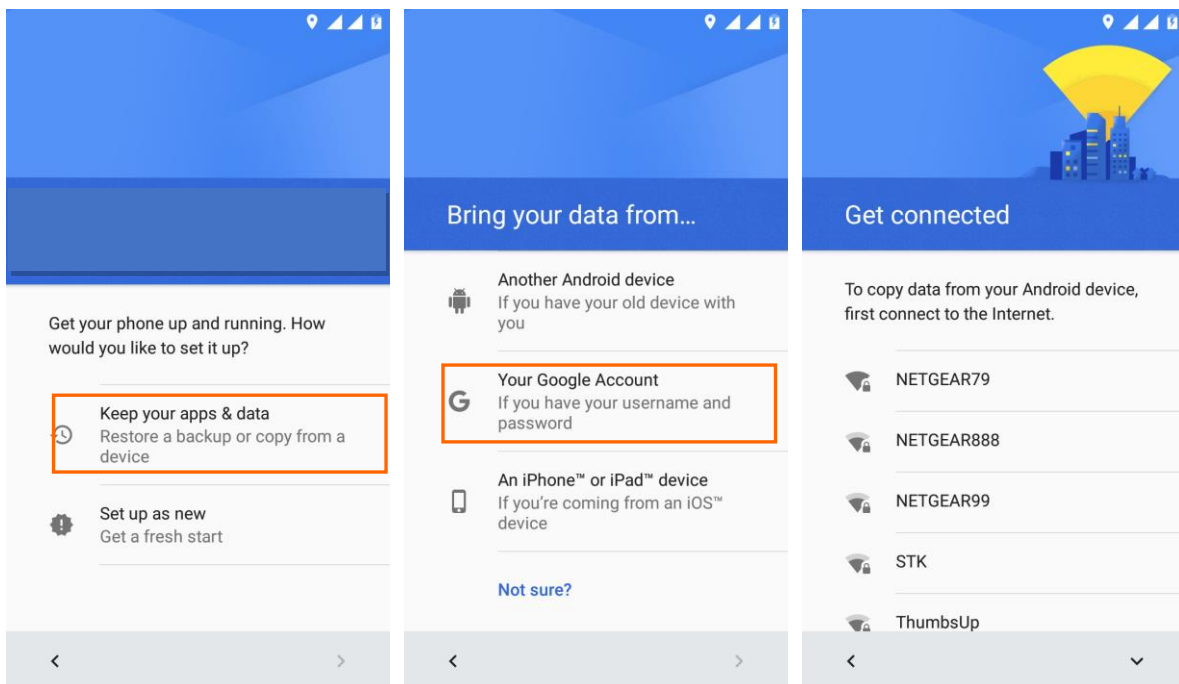 Get your phone up and running. How
would you like to set it up?
Keep your apps & data
Restore a backup or copy from a
device
Set up as new
Get a fresh start
Bring your data from...
Another Android device
If you have your old device with
you
Your Google Account
If you have your username and
password
An iPhone™ or iPad™ device
If you're coming from an iOS™
device
Not sure?
Get connected
To copy data from your Android device,
first connect to the Internet.
NETGEAR79
NETGEAR888
NETGEAR99
STK
ThumbsUp